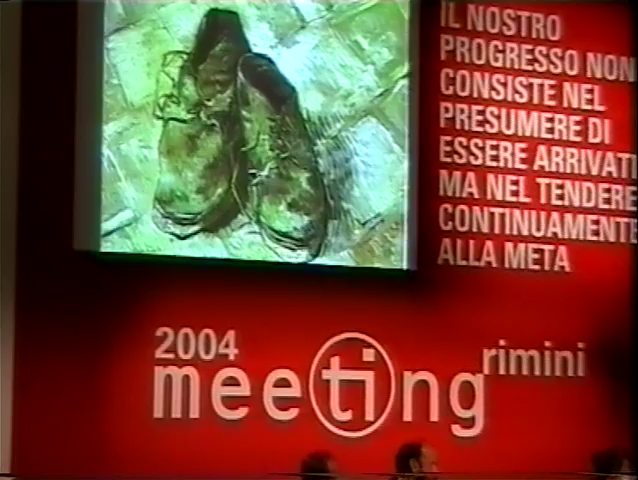 IL NOSTRO
PROGRESSO NON
CONSISTE NEL
PRESUMERE DI
ESSERE ARRIVATI
MA NEL TENDERE
CONTINUAMENTE
ALLA META
2004
meeting
rimini